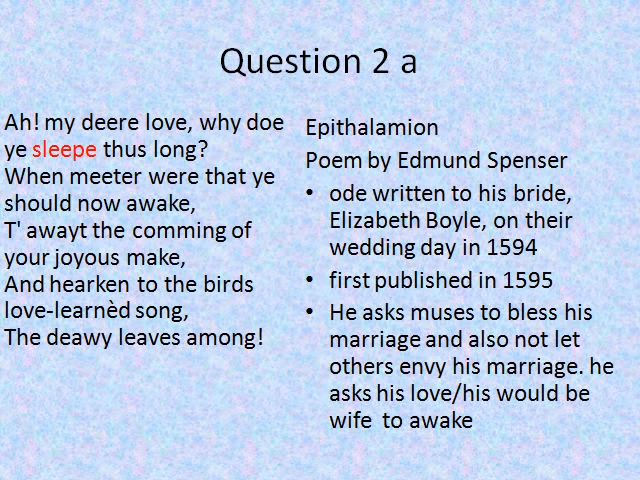 Question 2 a
Ah! my deere love, why doe
ye sleepe thus long?
When meeter were that ye
should now awake,
T' awayt the comming of
your joyous make,
And hearken to the birds
love-learnèd song,
The deawy leaves among!
Epithalamion
Poem by Edmund Spenser
• ode written to his bride,
Elizabeth Boyle, on their
wedding day in 1594
• first published in 1595
• He asks muses to bless his
marriage and also not let
others envy his marriage. he
asks his love/his would be
wife to awake